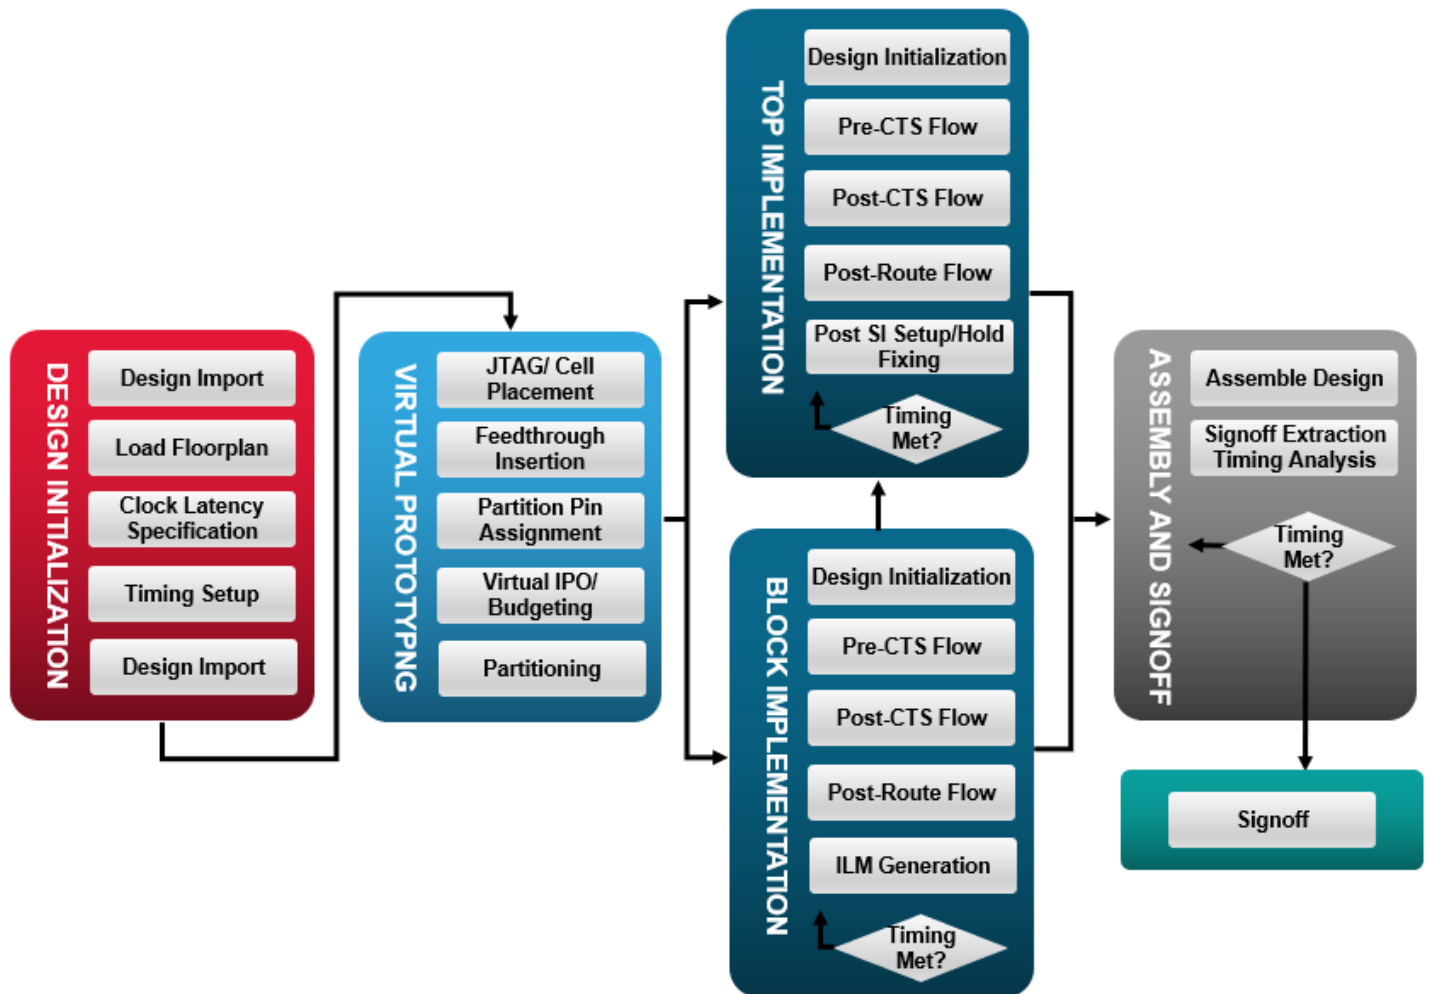 DESIGN INITIALIZATION
Design Import
Load Floorplan
Clock Latency
Specification
Timing Setup
Design Import
VIRTUAL PROTOTYPNG
JTAG/ Cell
Placement
Feedthrough
Insertion
Partition Pin
Assignment
Virtual IPO/
Budgeting
Partitioning
TOP IMPLEMENTATION
Design Initialization
Pre-CTS Flow
Post-CTS Flow
Post-Route Flow
Post SI Setup/Hold
Fixing
Timing
Met?
BLOCK IMPLEMENTATION
Design Initialization
Pre-CTS Flow
Post-CTS Flow
Post-Route Flow
ILM Generation
Timing
Met?
ASSEMBLY AND SIGNOFF
Assemble Design
Signoff Extraction
Timing Analysis
Timing
Met?
Signoff